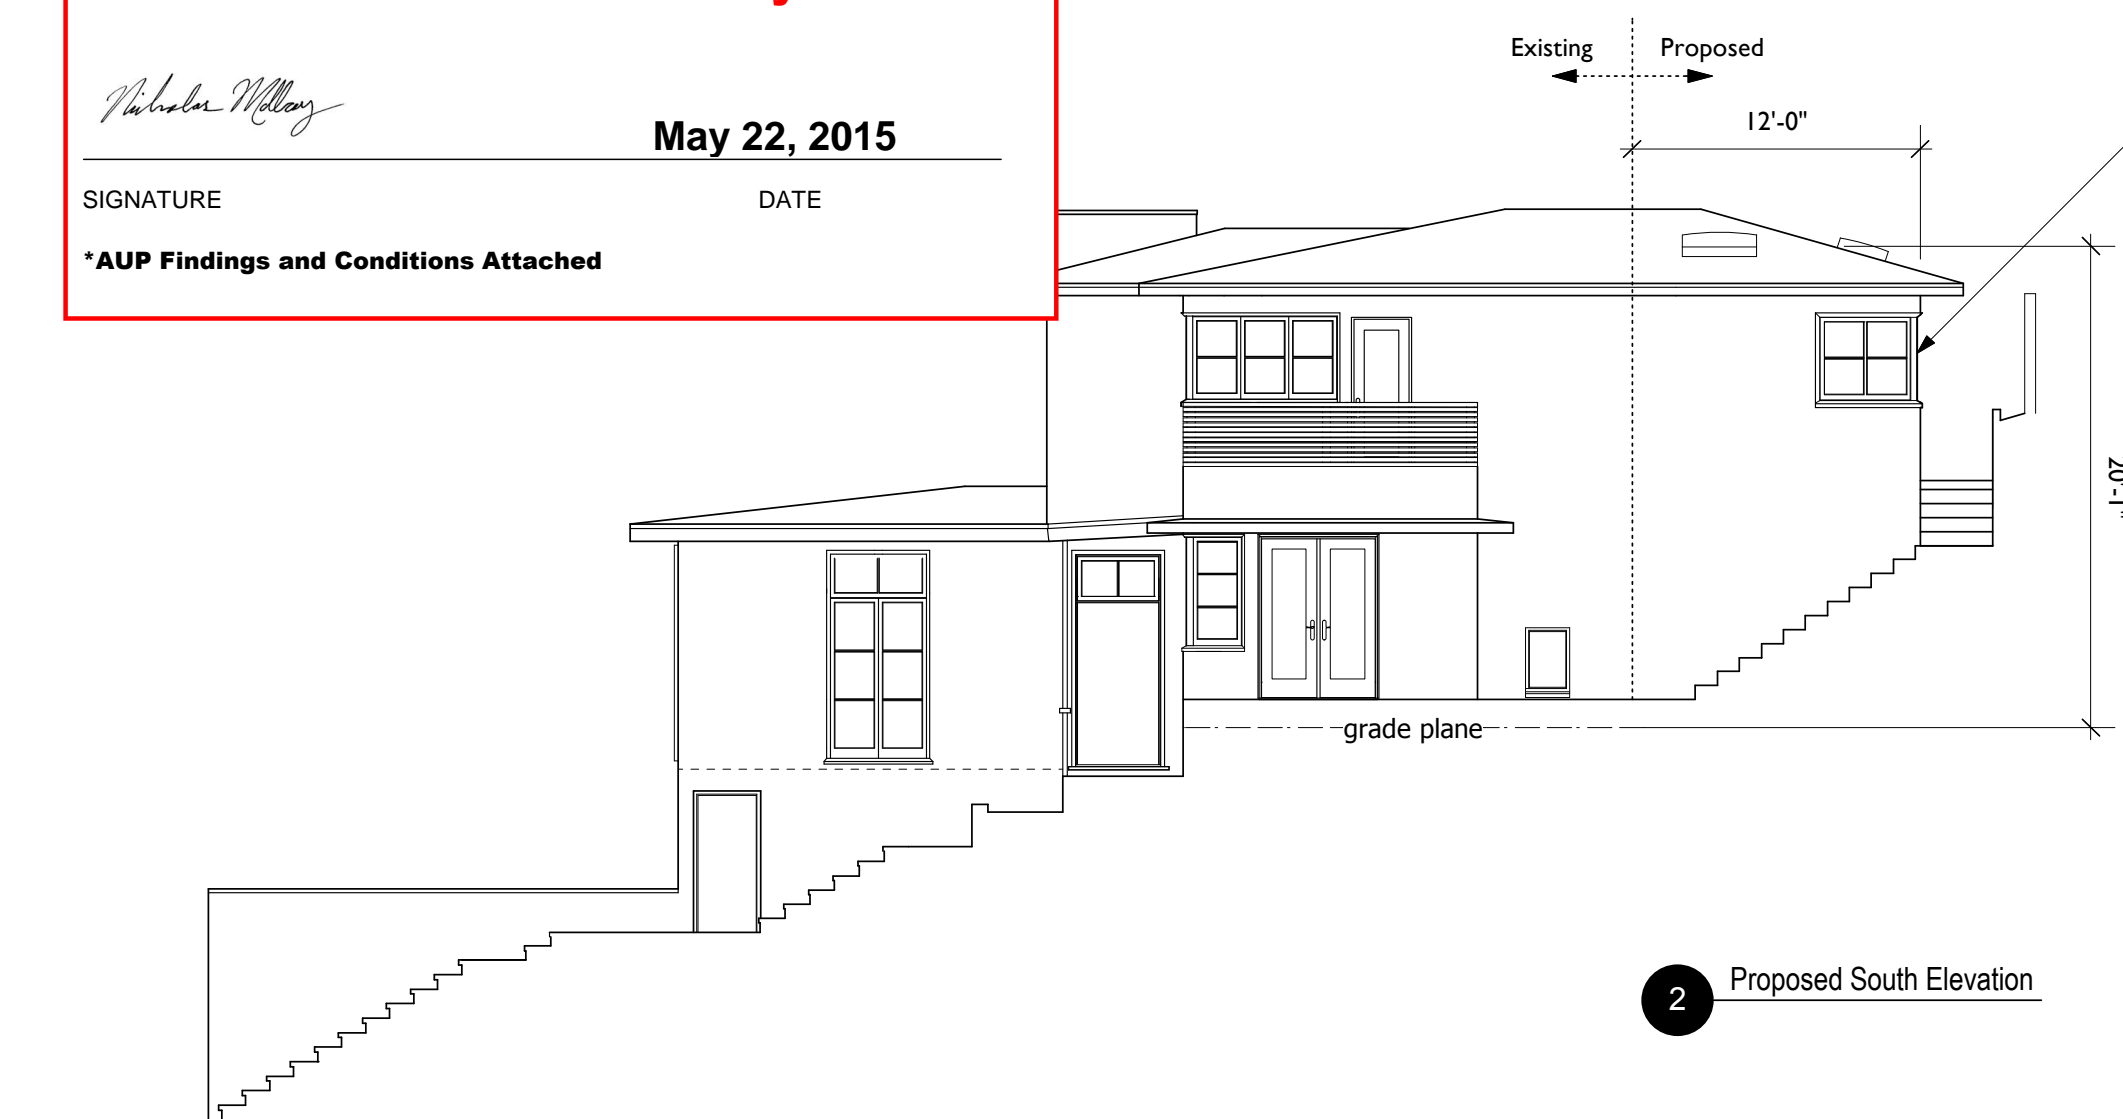 Nicholas
May 22, 2015
SIGNATURE DATE
*AUP Findings and Conditions Attached
Existing Proposed
12'-0"
grade plane
2 Proposed South Elevation